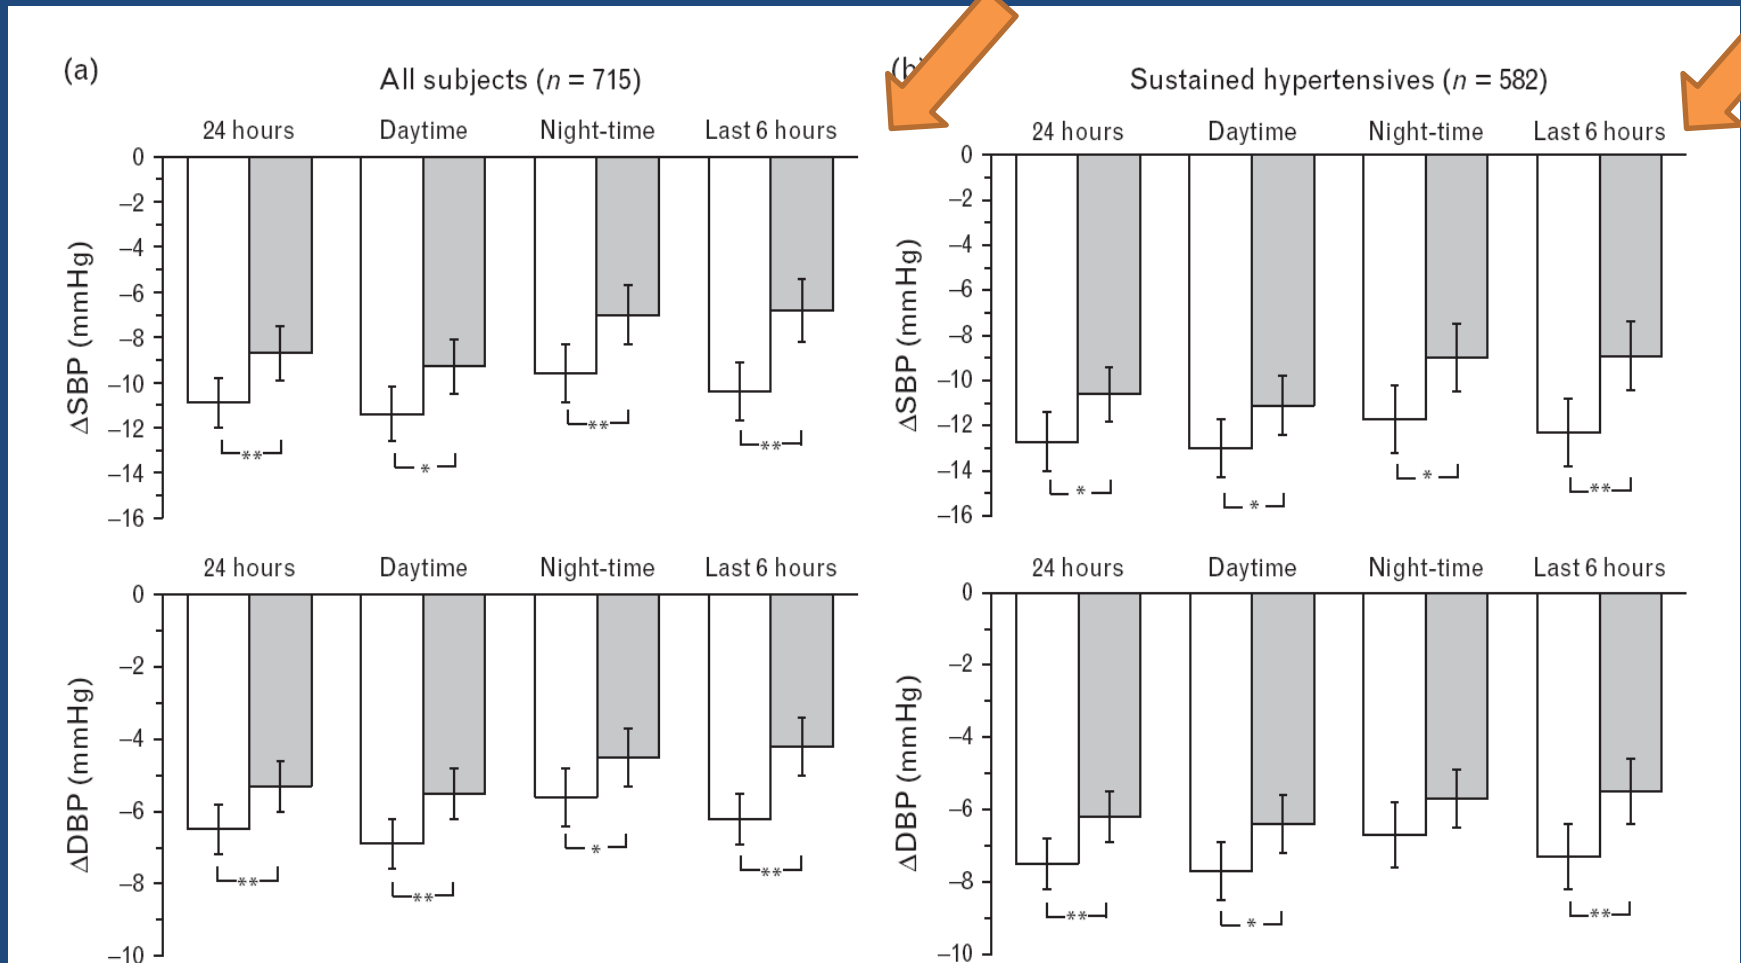 (a)
All subjects (n = 715)
24 hours Daytime Night-time Last 6 hours
0
–2
–4
–6
–8
–10
–12
–14
–16
ΔSBP (mmHg)
** * ** **
24 hours Daytime Night-time Last 6 hours
0
–2
–4
–6
–8
–10
ΔDBP (mmHg)
** ** * **
(b)
Sustained hypertensives (n = 582)
24 hours Daytime Night-time Last 6 hours
0
–2
–4
–6
–8
–10
–12
–14
–16
ΔSBP (mmHg)
* * * **
24 hours Daytime Night-time Last 6 hours
0
–2
–4
–6
–8
–10
ΔDBP (mmHg)
** * **